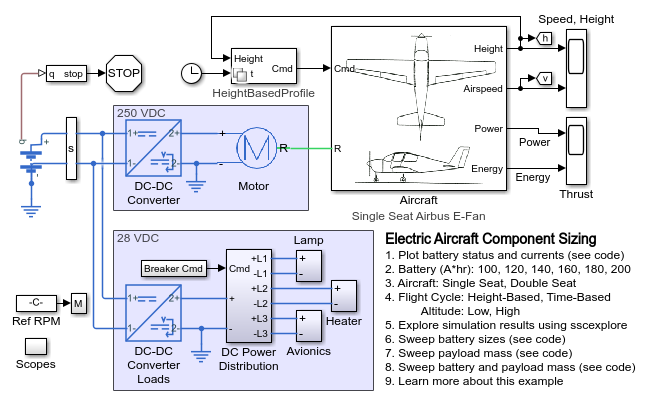 Speed, Height
q stop
STOP
Height
t
Cmd
HeightBasedProfile
Cmd
R
Height
Airspeed
Power
Energy
h
v
Power
Energy
Thrust
Aircraft
Single Seat Airbus E-Fan
q
+
-
s
250 VDC
1+
2+
1-
2-
DC-DC
Converter
+
-
M
R
Motor
28 VDC
Breaker Cmd
Cmd
+
-
+L1
-L1
+L2
-L2
+L3
-L3
DC Power
Distribution
Lamp
+
-
+
-
Heater
+
-
Avionics
1+
2+
1-
2-
DC-DC
Converter
Loads
-C-
M
Ref RPM
Scopes
Electric Aircraft Component Sizing
1. Plot battery status and currents (see code)
2. Battery (A*hr): 100, 120, 140, 160, 180, 200
3. Aircraft: Single Seat, Double Seat
4. Flight Cycle: Height-Based, Time-Based
Altitude: Low, High
5. Explore simulation results using sscexplore
6. Sweep battery sizes (see code)
7. Sweep payload mass (see code)
8. Sweep battery and payload mass (see code)
9. Learn more about this example